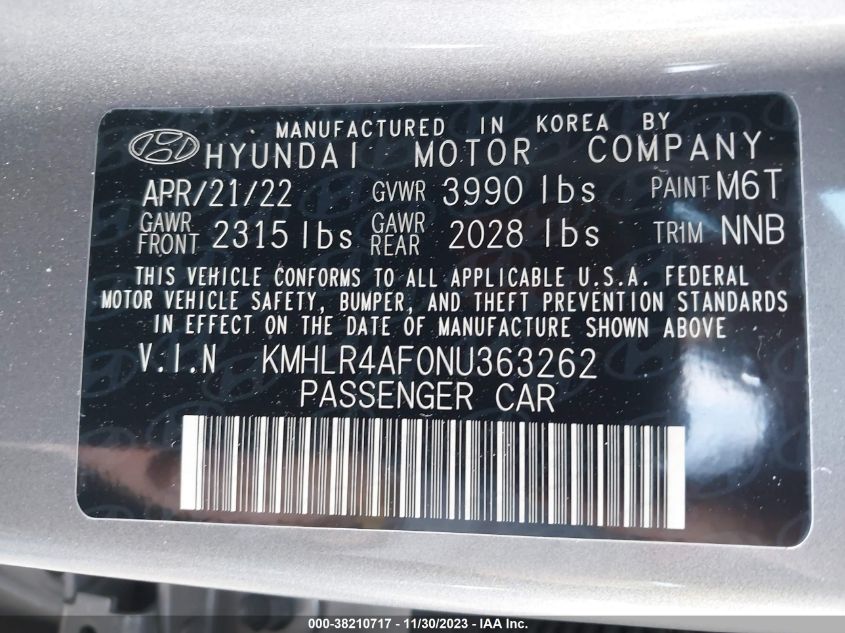 MANUFACTURED IN KOREA BY
HYUNDAI MOTOR COMPANY
APR/21/22 GVWR 3990 lbs PAINT M6T
GAWR FRONT 2315 lbs GAWR REAR 2028 lbs TRIM NNB
THIS VEHICLE CONFORMS TO ALL APPLICABLE U.S.A. FEDERAL
MOTOR VEHICLE SAFETY, BUMPER, AND THEFT PREVENTION STANDARDS
IN EFFECT ON THE DATE OF MANUFACTURE SHOWN ABOVE
V.I.N KMHLR4AF0NU363262
PASSENGER CAR
000-38210717 - 11/30/2023 - IAA Inc.